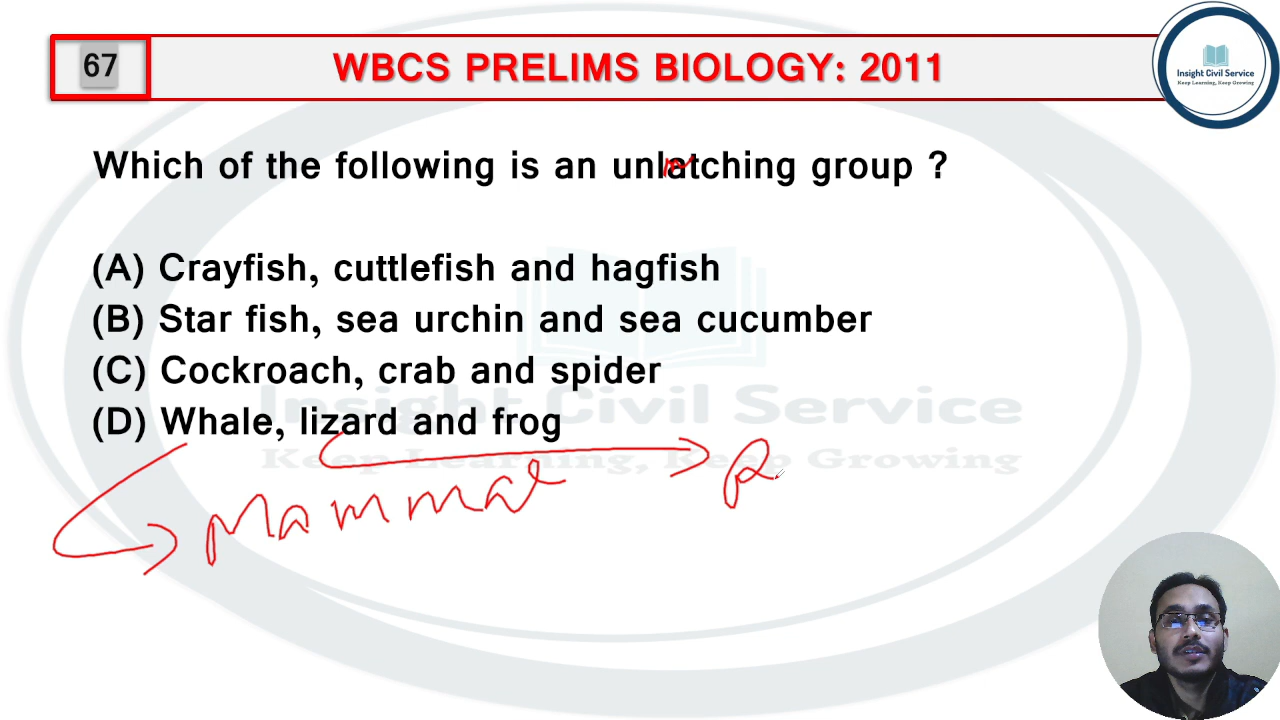 67
WBCS PRELIMS BIOLOGY: 2011
Insight Civil Service
Keep Learning, Keep Growing
Which of the following is an unlatching group ?
(A) Crayfish, cuttlefish and hagfish
(B) Star fish, sea urchin and sea cucumber
(C) Cockroach, crab and spider
(D) Whale, lizard and frog
Insight Civil Service
Keep Learning, Keep Growing
Mammal
R